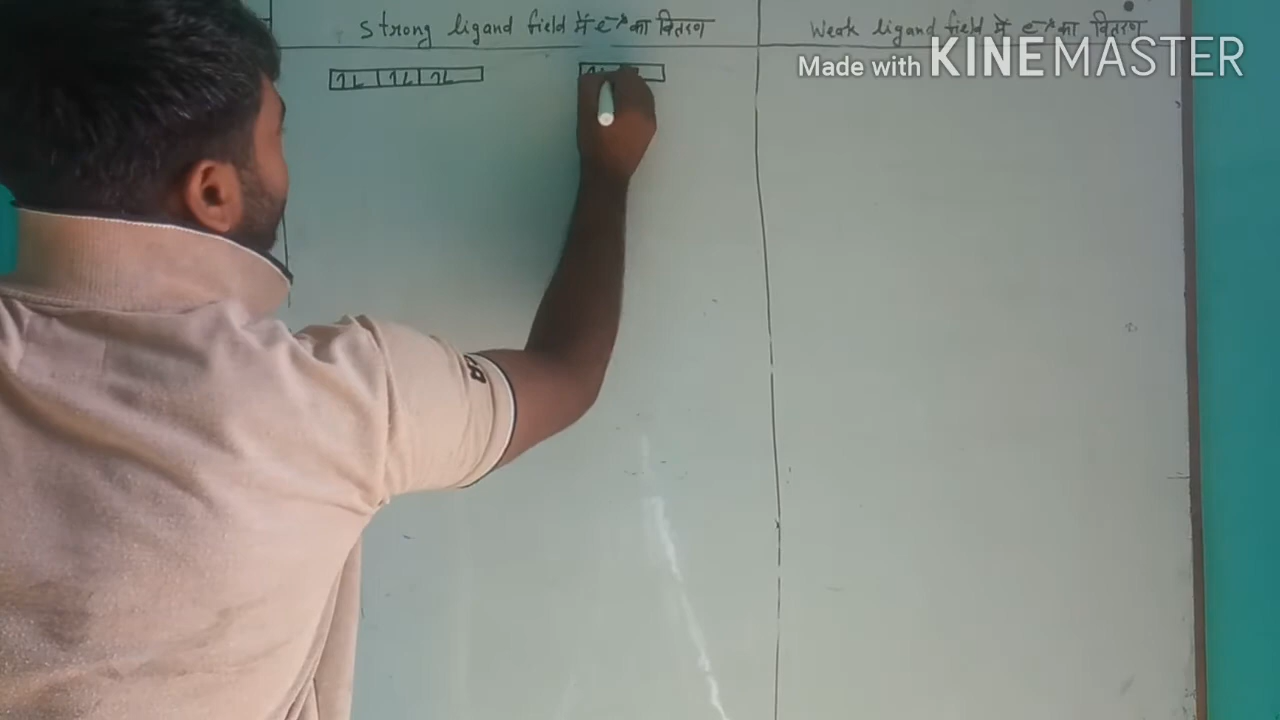 Strong ligand field में e⁻ˢ का वितरण
Weak ligand field में e⁻ˢ का वितरण
Made with KINEMASTER
1L 1L 1L